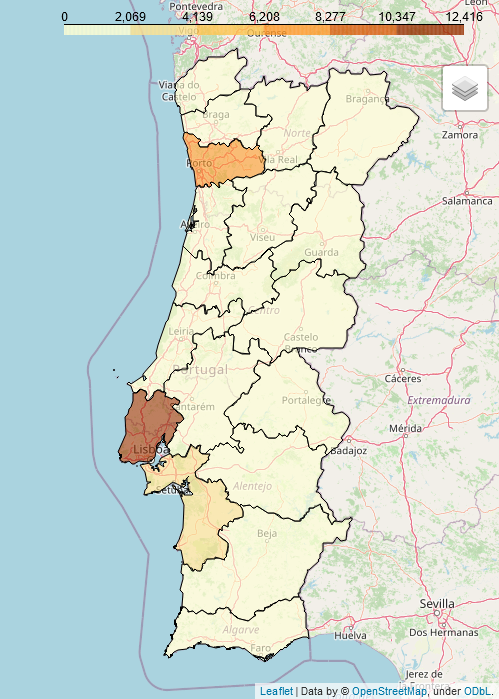 Pontevedra
Vigo
Ourense
León
0 2,069 4,139 6,208 8,277 10,347 12,416
Viana do
Castelo
Bragança
Braga
Norte
Zamora
Porto
Vila Real
Salamanca
Aveiro
Viseu
Guarda
Coimbra
Centro
Leiria
Castelo
Branco
Portugal
Cáceres
Extremadura
Santarém
Portalegre
Mérida
Lisboa
Badajoz
Setúbal
Alentejo
Beja
Sevilla
Algarve
Huelva
Dos Hermanas
Faro
Jerez de
la Frontera
Leaflet | Data by © OpenStreetMap, under ODbL.